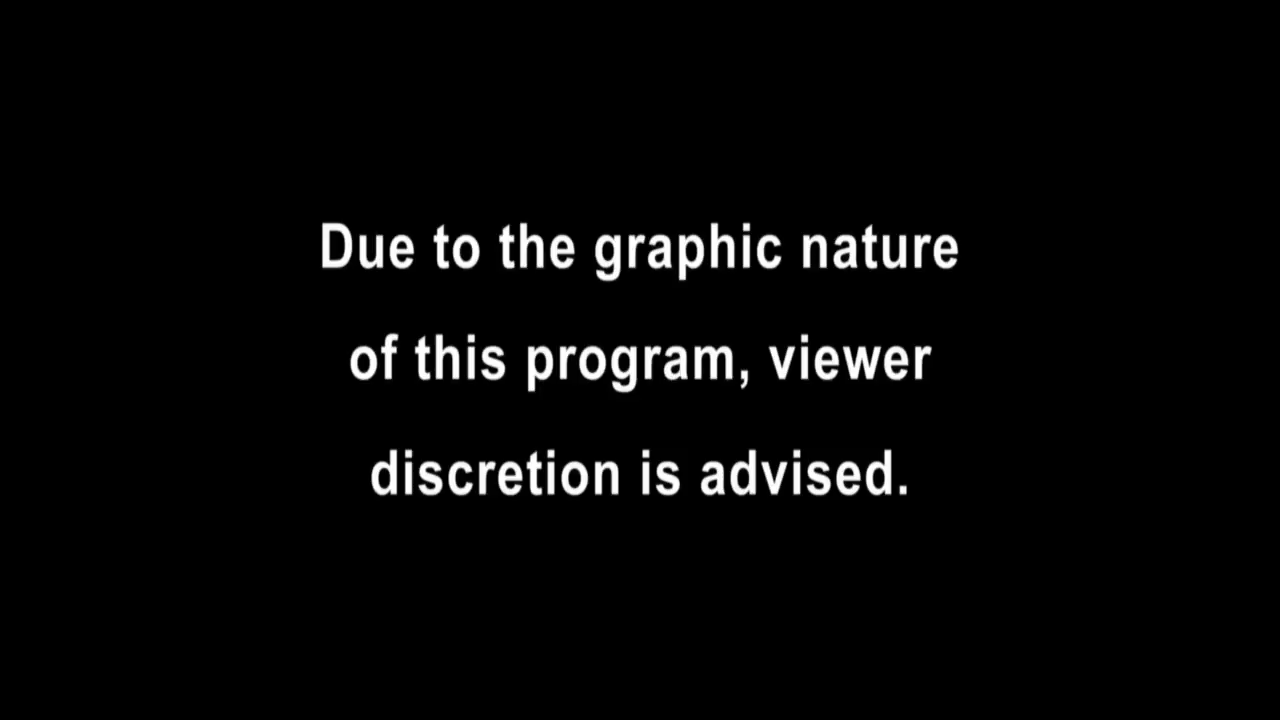 Due to the graphic nature
of this program, viewer
discretion is advised.